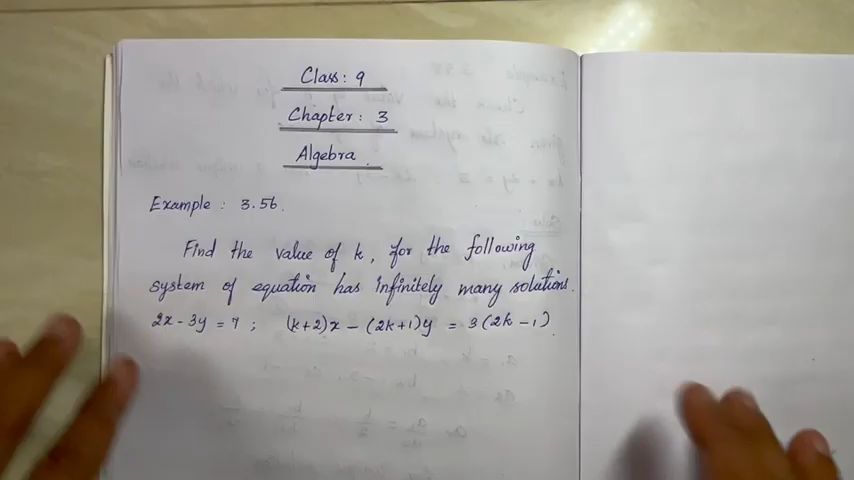 Class: 9
Chapter: 3
Algebra.
Example: 3.56.
Find the value of k, for the following
system of equation has infinitely many solutions.
2x - 3y = 7 ; (k+2)x - (2k+1)y = 3(2k-1).